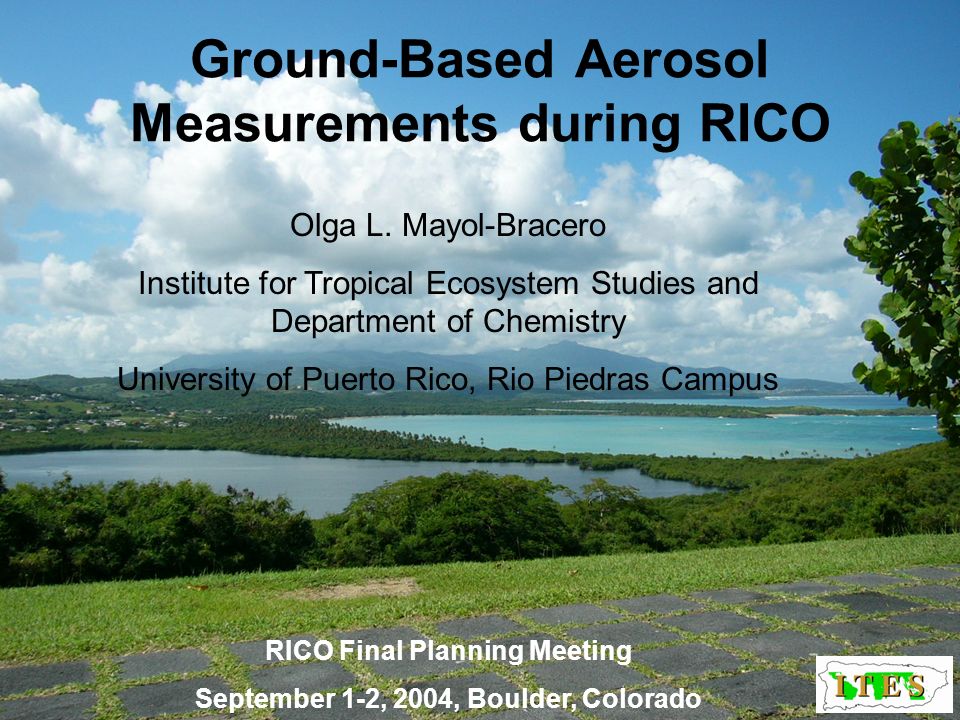 Ground-Based Aerosol
Measurements during RICO
Olga L. Mayol-Bracero
Institute for Tropical Ecosystem Studies and
Department of Chemistry
University of Puerto Rico, Rio Piedras Campus
RICO Final Planning Meeting
September 1-2, 2004, Boulder, Colorado
ITES